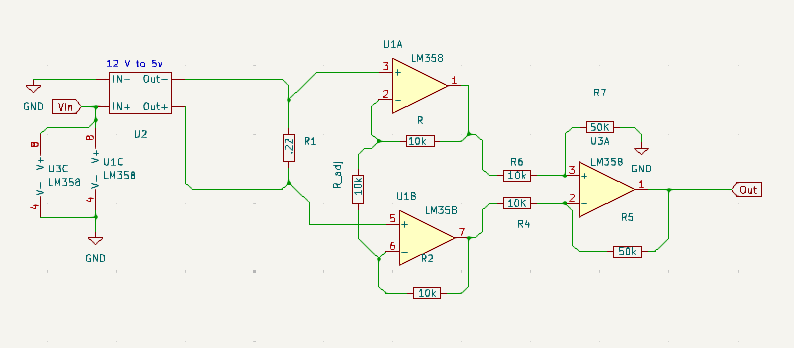 U1A
12 V to 5v
LM358
IN- Out-
3 + 1
2 -
GND
Vin
IN+ Out+
R7
R
50K
U2
R1
.22
10k
U3A
8 V+
8 V+
LM358
GND
U3C
LM358
U1C
LM358
R6
10k
3 + 1
2 -
Out
V- 4
V- 4
R_adj
10k
U1B
LM358
10K
R4
R5
5 + 7
6 -
R2
50k
GND
10k